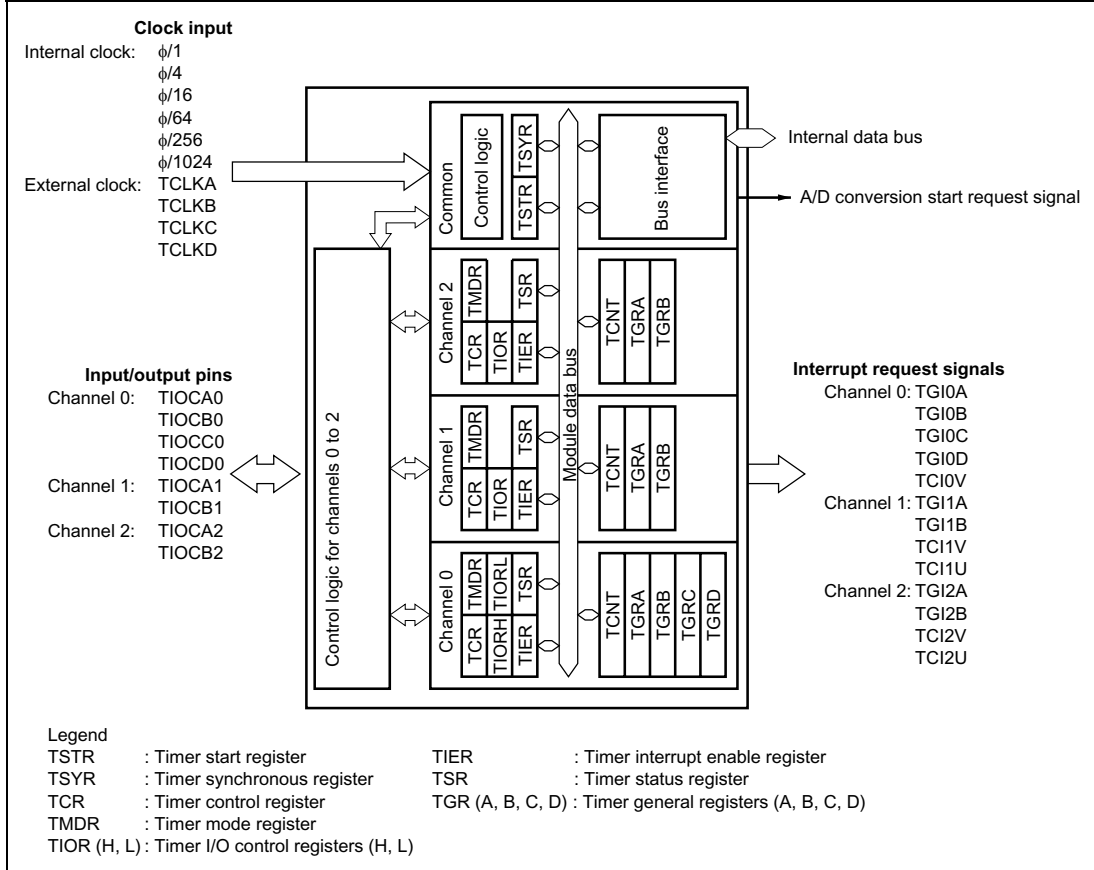 Clock input
Internal clock: ϕ/1
ϕ/4
ϕ/16
ϕ/64
ϕ/256
ϕ/1024
External clock: TCLKA
TCLKB
TCLKC
TCLKD
Input/output pins
Channel 0: TIOCA0
TIOCB0
TIOCC0
TIOCD0
Channel 1: TIOCA1
TIOCB1
Channel 2: TIOCA2
TIOCB2
Control logic for channels 0 to 2
Common
Control logic
TSTR TSYR
Bus interface
Channel 2
TCR TMDR
TIOR
TIER TSR
TCNT
TGRA
TGRB
Channel 1
TCR TMDR
TIOR
TIER TSR
TCNT
TGRA
TGRB
Channel 0
TCR TMDR
TIORH TIORL
TIER TSR
TCNT
TGRA
TGRB
TGRC
TGRD
Module data bus
Internal data bus
A/D conversion start request signal
Interrupt request signals
Channel 0: TGI0A
TGI0B
TGI0C
TGI0D
TCI0V
Channel 1: TGI1A
TGI1B
TCI1V
TCI1U
Channel 2: TGI2A
TGI2B
TCI2V
TCI2U
Legend
TSTR : Timer start register
TSYR : Timer synchronous register
TCR : Timer control register
TMDR : Timer mode register
TIOR (H, L) : Timer I/O control registers (H, L)
TIER : Timer interrupt enable register
TSR : Timer status register
TGR (A, B, C, D) : Timer general registers (A, B, C, D)